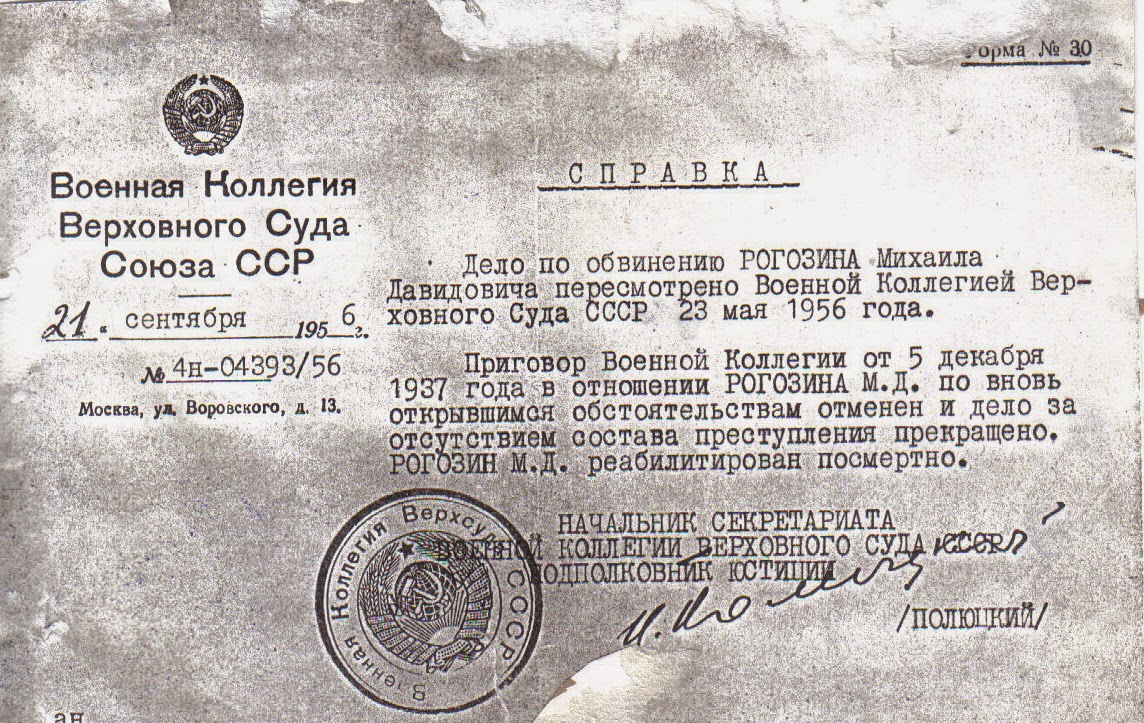 орма № 30
Военная Коллегия
Верховного Суда
Союза ССР
21 " сентября 1956 г.
№ 4н-04393/56
Москва, ул. Воровского, д. 13.
СПРАВКА
Дело по обвинению РОГОЗИНА Михаила
Давидовича пересмотрено Военной Коллегией Вер-
ховного Суда СССР 23 мая 1956 года.
Приговор Военной Коллегии от 5 декабря
1937 года в отношении РОГОЗИНА М.Д. по вновь
открывшимся обстоятельствам отменен и дело за
отсутствием состава преступления прекращено.
РОГОЗИН М.Д. реабилитирован посмертно.
НАЧАЛЬНИК СЕКРЕТАРИАТА
ВОЕННОЙ КОЛЛЕГИИ ВЕРХОВНОГО СУДА СССР
ПОДПОЛКОВНИК ЮСТИЦИИ
/ПОЛЮЦКИЙ/
Военная Коллегия Верхсуда СССР
ан